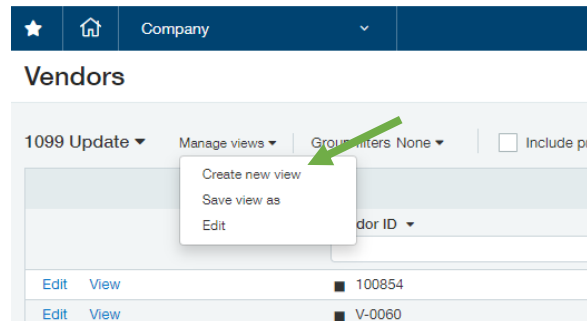 Company
Vendors
1099 Update Manage views Group filters None Include
Create new view
Save view as
Edit
ID
Edit View 100854
Edit View V-0060